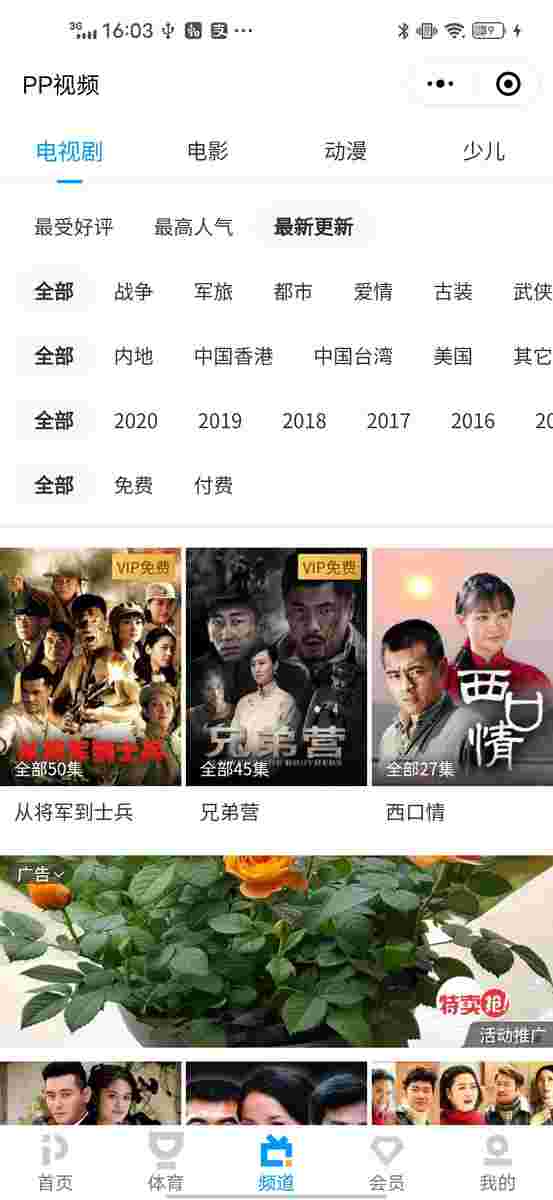 3G 16:03
PP视频
电视剧 电影 动漫 少儿
最受好评 最高人气 最新更新
全部 战争 军旅 都市 爱情 古装 武侠
全部 内地 中国香港 中国台湾 美国 其它
全部 2020 2019 2018 2017 2016 20
全部 免费 付费
VIP免费 VIP免费
从将军到士兵 兄弟营 西口情
全部50集 全部45集 全部27集
从将军到士兵 兄弟营 西口情
广告
特卖抢
活动推广
首页 体育 频道 会员 我的